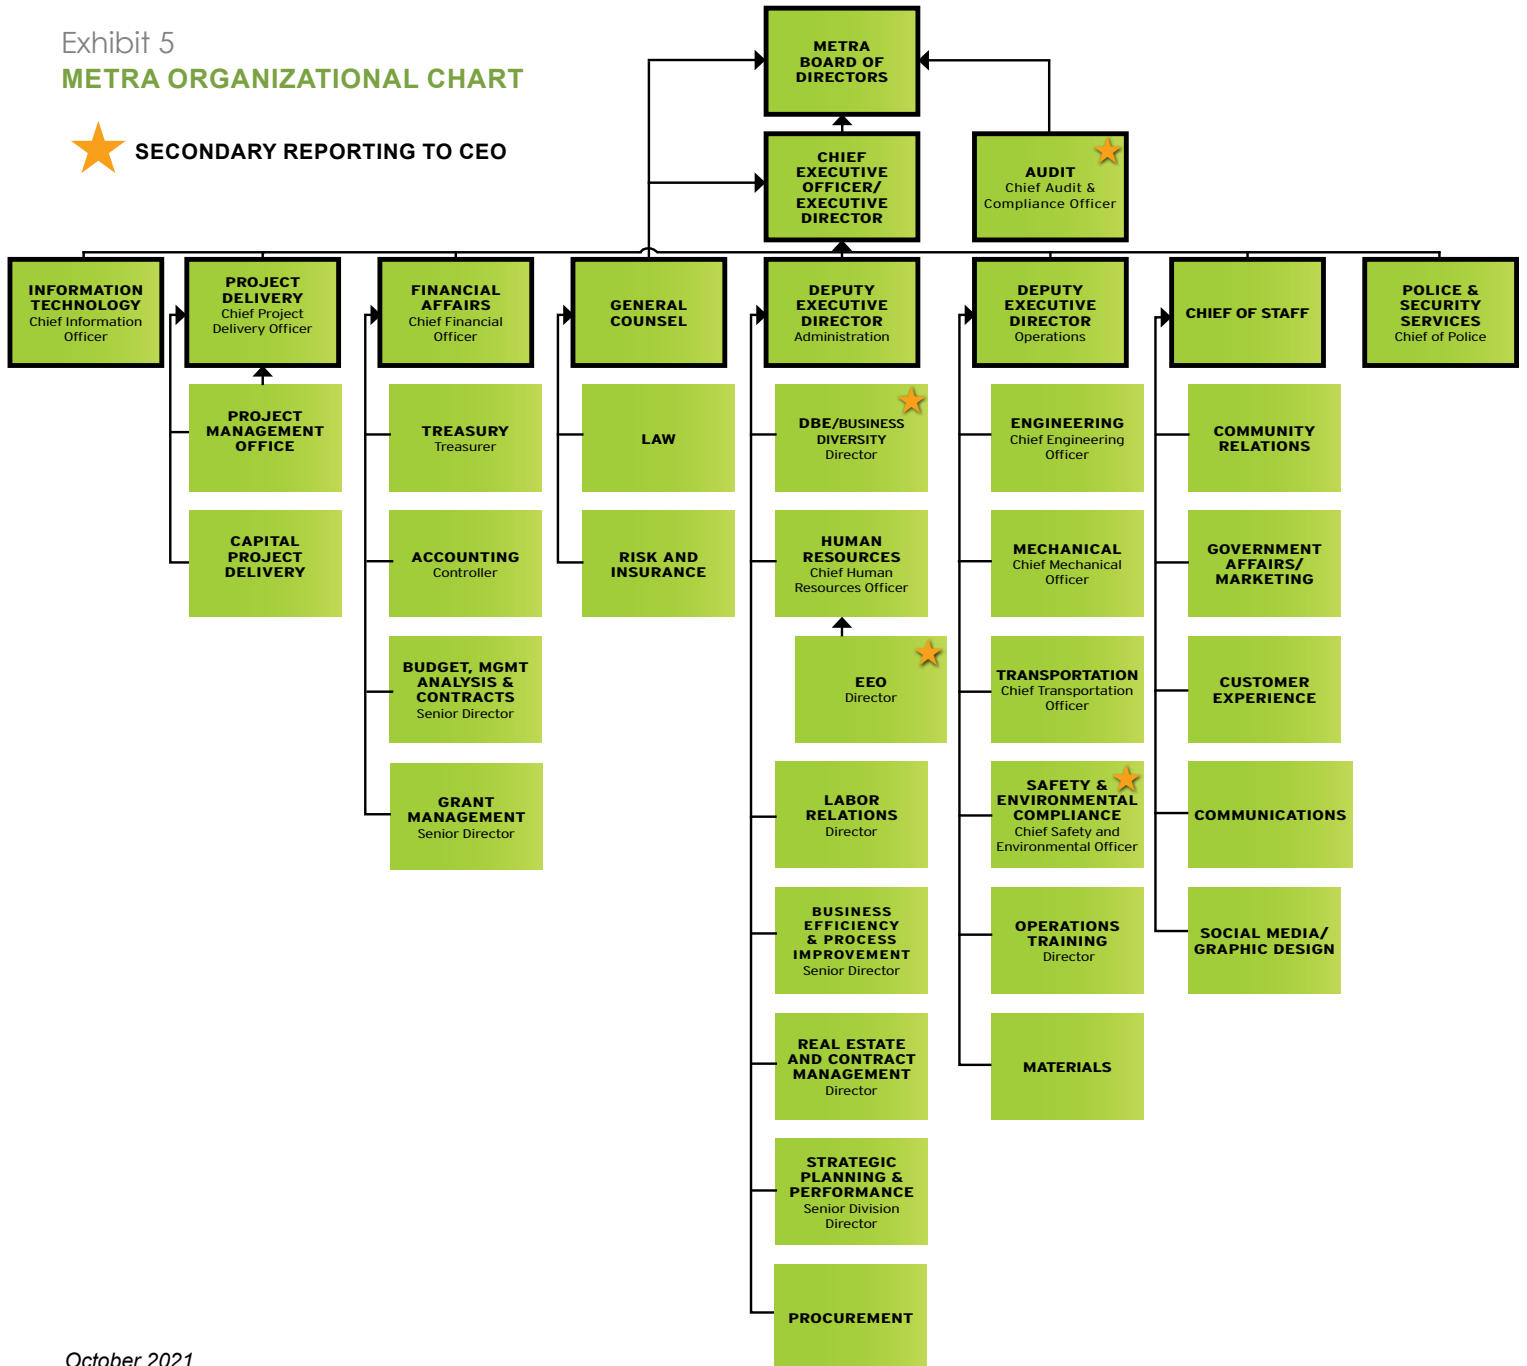 Exhibit 5
METRA ORGANIZATIONAL CHART
SECONDARY REPORTING TO CEO
METRA
BOARD OF
DIRECTORS
CHIEF
EXECUTIVE
OFFICER/
EXECUTIVE
DIRECTOR
AUDIT
Chief Audit &
Compliance Officer
INFORMATION
TECHNOLOGY
Chief Information
Officer
PROJECT
DELIVERY
Chief Project
Delivery Officer
FINANCIAL
AFFAIRS
Chief Financial
Officer
GENERAL
COUNSEL
DEPUTY
EXECUTIVE
DIRECTOR
Administration
DEPUTY
EXECUTIVE
DIRECTOR
Operations
CHIEF OF STAFF
POLICE &
SECURITY
SERVICES
Chief of Police
PROJECT
MANAGEMENT
OFFICE
TREASURY
Treasurer
LAW
DBE/BUSINESS
DIVERSITY
Director
ENGINEERING
Chief Engineering
Officer
COMMUNITY
RELATIONS
CAPITAL
PROJECT
DELIVERY
ACCOUNTING
Controller
RISK AND
INSURANCE
HUMAN
RESOURCES
Chief Human
Resources Officer
MECHANICAL
Chief Mechanical
Officer
GOVERNMENT
AFFAIRS/
MARKETING
BUDGET, MGMT
ANALYSIS &
CONTRACTS
Senior Director
EEO
Director
TRANSPORTATION
Chief Transportation
Officer
CUSTOMER
EXPERIENCE
GRANT
MANAGEMENT
Senior Director
LABOR
RELATIONS
Director
SAFETY &
ENVIRONMENTAL
COMPLIANCE
Chief Safety and
Environmental Officer
COMMUNICATIONS
BUSINESS
EFFICIENCY
& PROCESS
IMPROVEMENT
Senior Director
OPERATIONS
TRAINING
Director
SOCIAL MEDIA/
GRAPHIC DESIGN
REAL ESTATE
AND CONTRACT
MANAGEMENT
Director
MATERIALS
STRATEGIC
PLANNING &
PERFORMANCE
Senior Division
Director
PROCUREMENT
October 2021